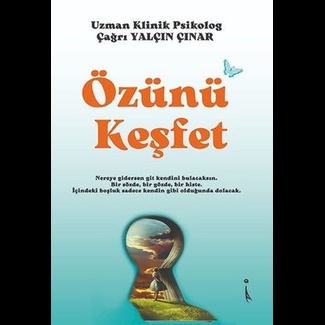 Uzman Klinik Psikolog
Çağrı YALÇIN ÇINAR
Özünü
Keşfet
Nereye gidersen git kendini bulacaksın.
Bir sözde, bir gözde, bir histe.
İçindeki boşluk sadece kendin gibi olduğunda dolacak.